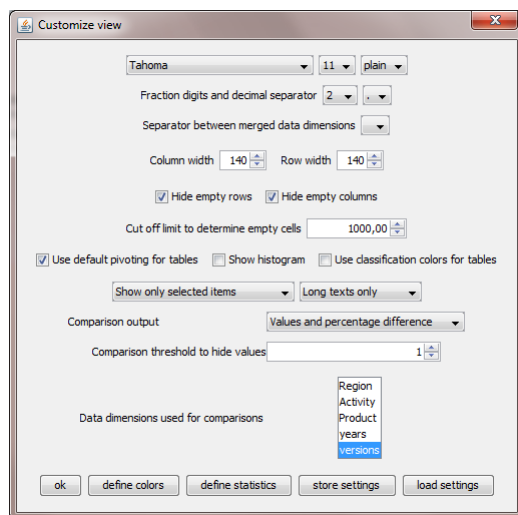 Customize view
Tahoma 11 plain
Fraction digits and decimal separator 2 .
Separator between merged data dimensions
Column width 140 Row width 140
Hide empty rows Hide empty columns
Cut off limit to determine empty cells 1000,00
Use default pivoting for tables Show histogram Use classification colors for tables
Show only selected items Long texts only
Comparison output Values and percentage difference
Comparison threshold to hide values 1
Region
Activity
Data dimensions used for comparisons Product
years
versions
ok define colors define statistics store settings load settings